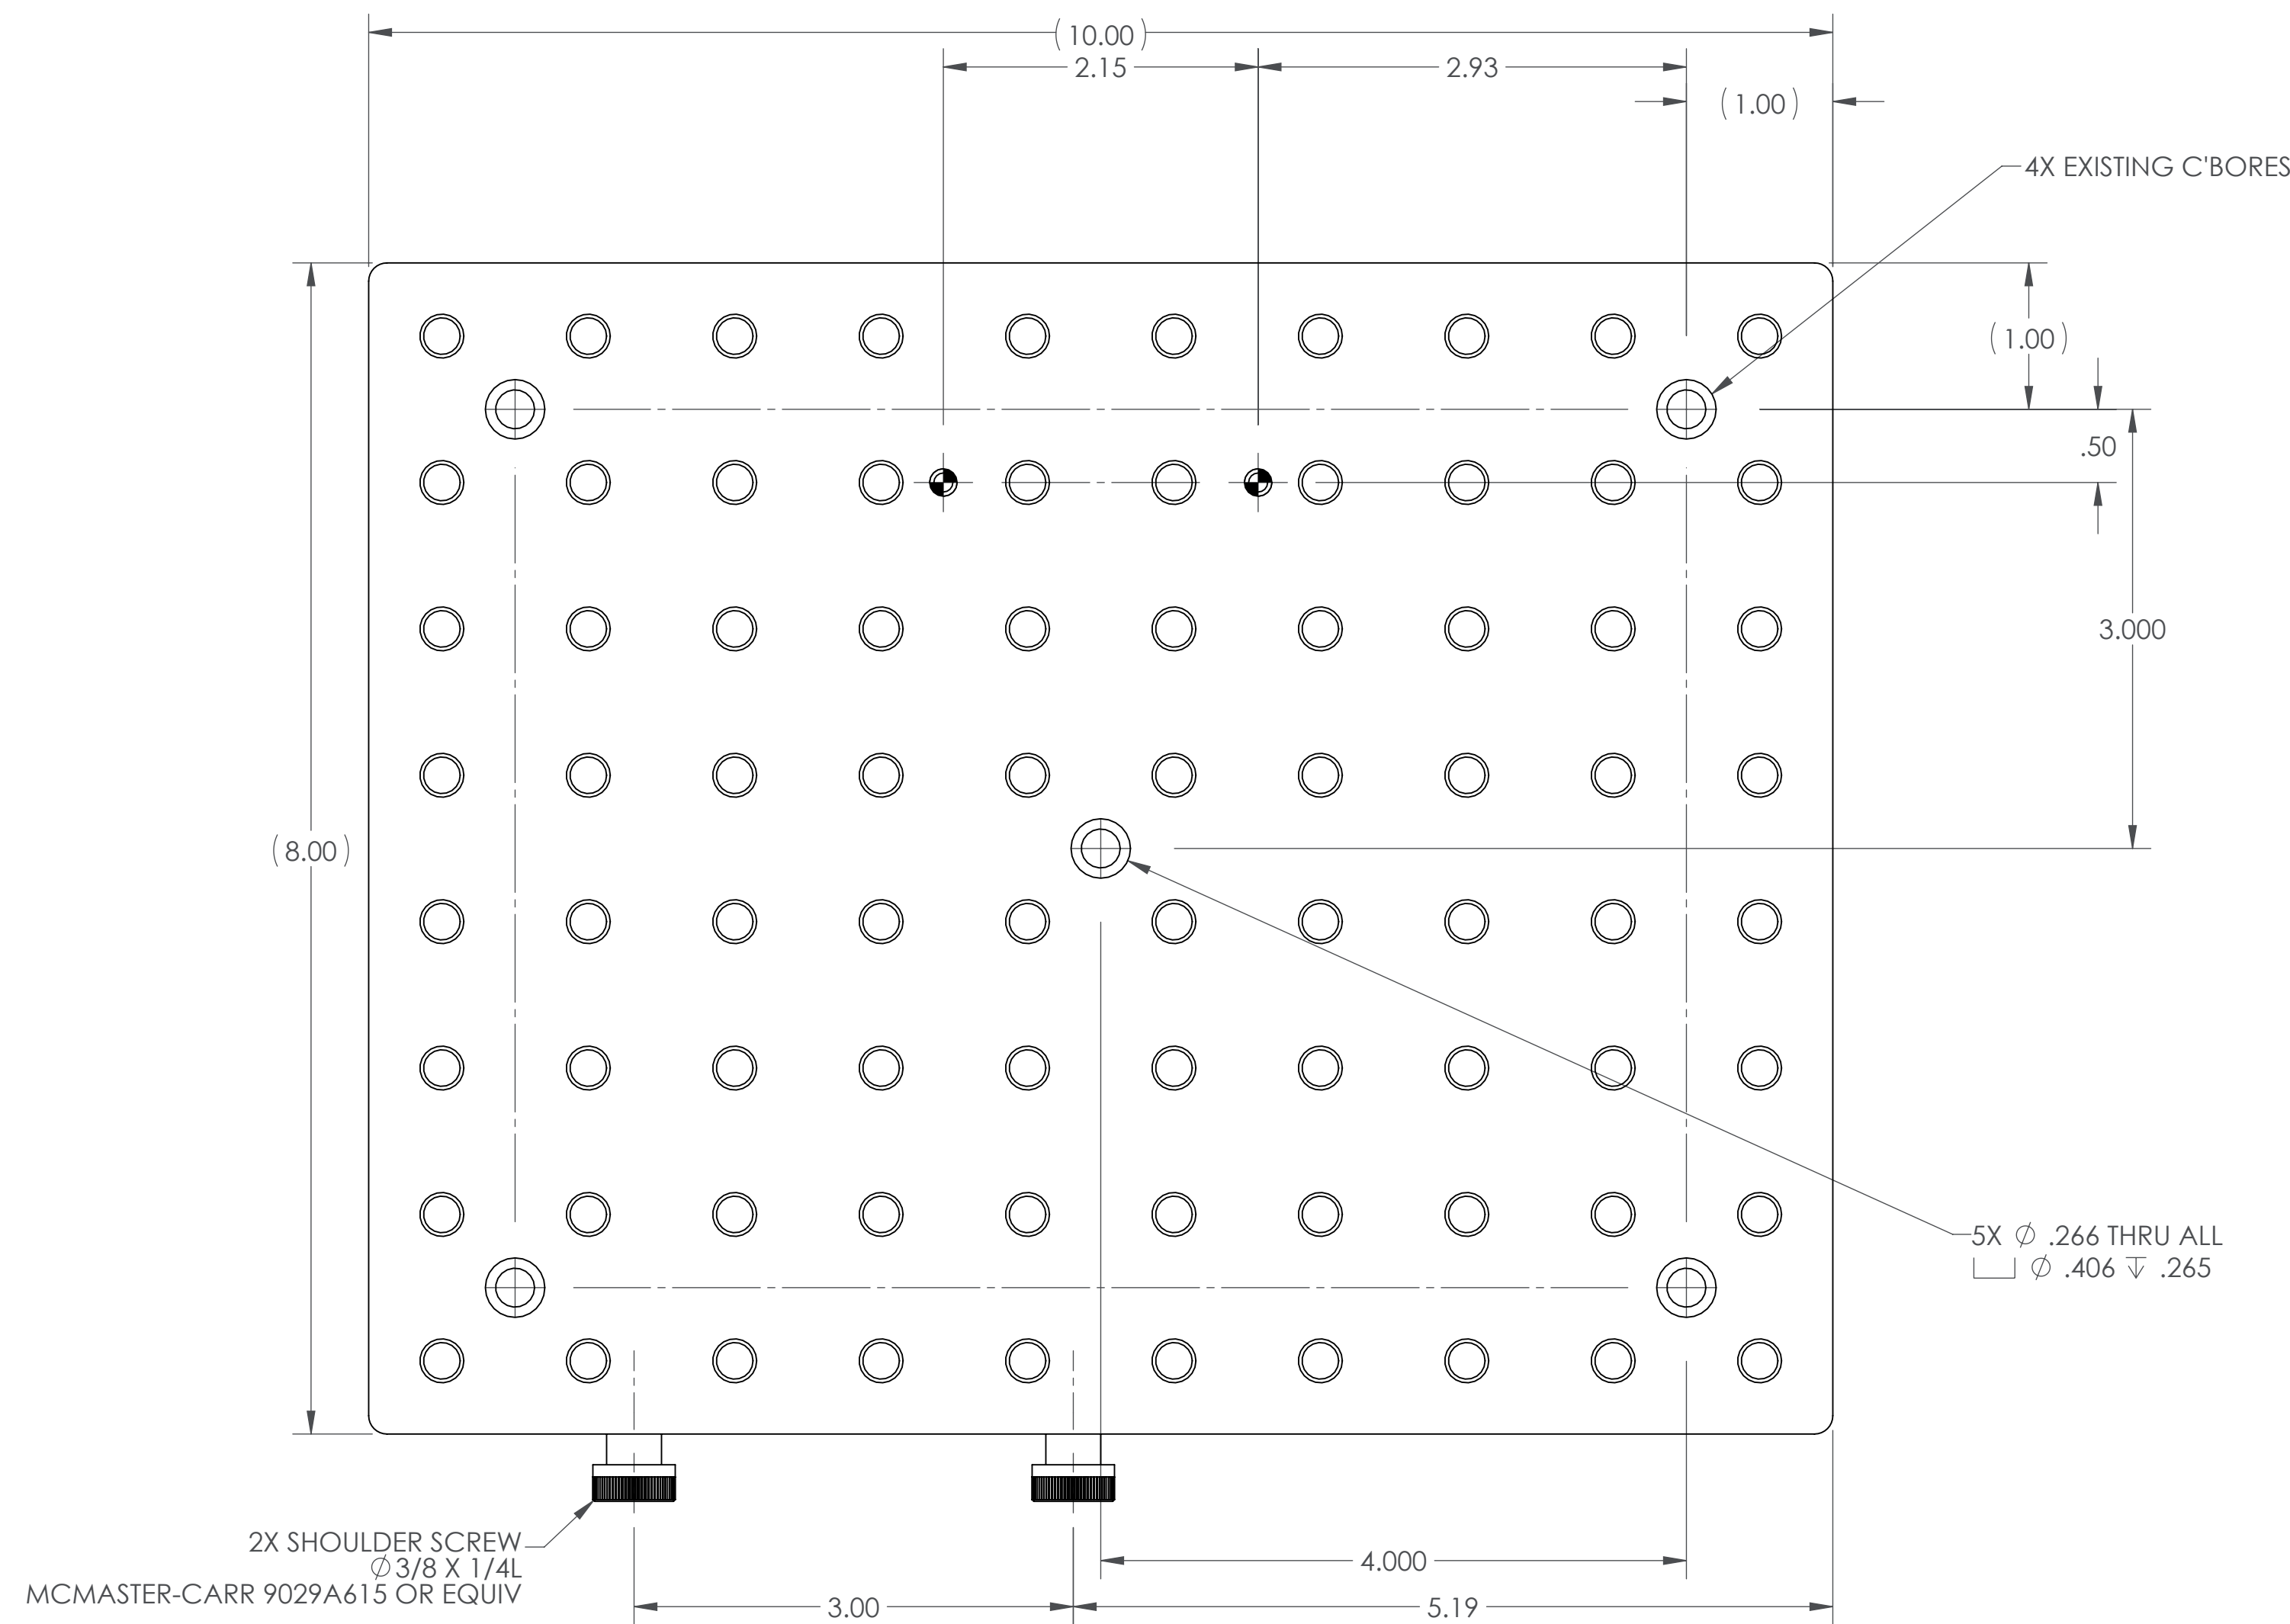 (10.00)
2.15
2.93
(1.00)
4X EXISTING C'BORES
(1.00)
.50
3.000
(8.00)
5X ⌀ .266 THRU ALL
⌴ ⌀ .406 ↧ .265
2X SHOULDER SCREW
⌀3/8 X 1/4L
MCMASTER-CARR 9029A615 OR EQUIV
4.000
3.00
5.19